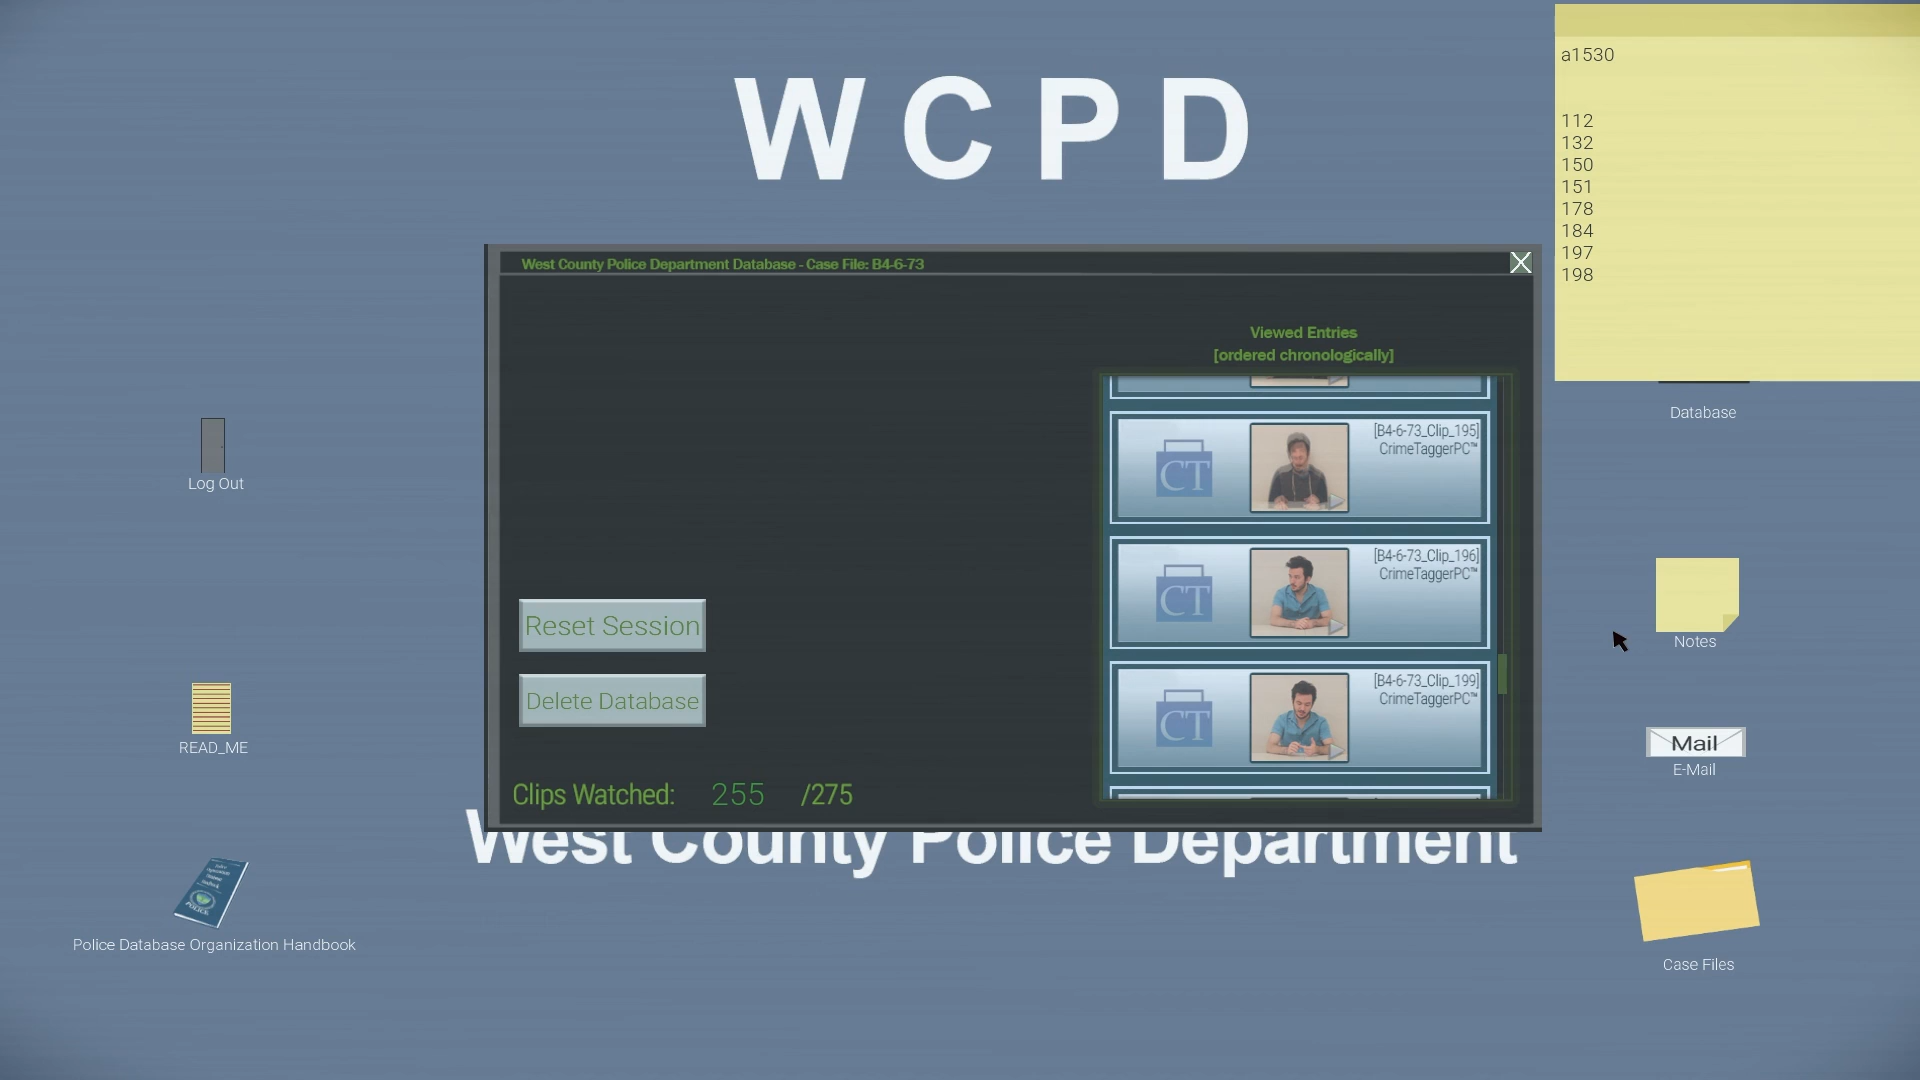 W C P D
a1530
112
132
150
151
178
184
197
198
West County Police Department Database - Case File: B4-6-73
Viewed Entries
[ordered chronologically]
CT
[B4-6-73_Clip_195]
CrimeTaggerPC™
CT
[B4-6-73_Clip_196]
CrimeTaggerPC™
CT
[B4-6-73_Clip_199]
CrimeTaggerPC™
Reset Session
Delete Database
Clips Watched: 255 /275
West County Police Department
Log Out
READ_ME
Police Database Organization Handbook
Database
Notes
Mail
E-Mail
Case Files